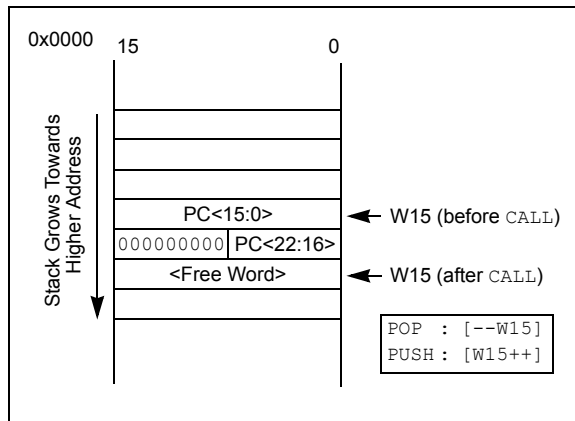 0x0000
15 0
Stack Grows Towards
Higher Address
PC<15:0>
W15 (before CALL)
000000000 PC<22:16>
<Free Word>
W15 (after CALL)
POP : [--W15]
PUSH : [W15++]